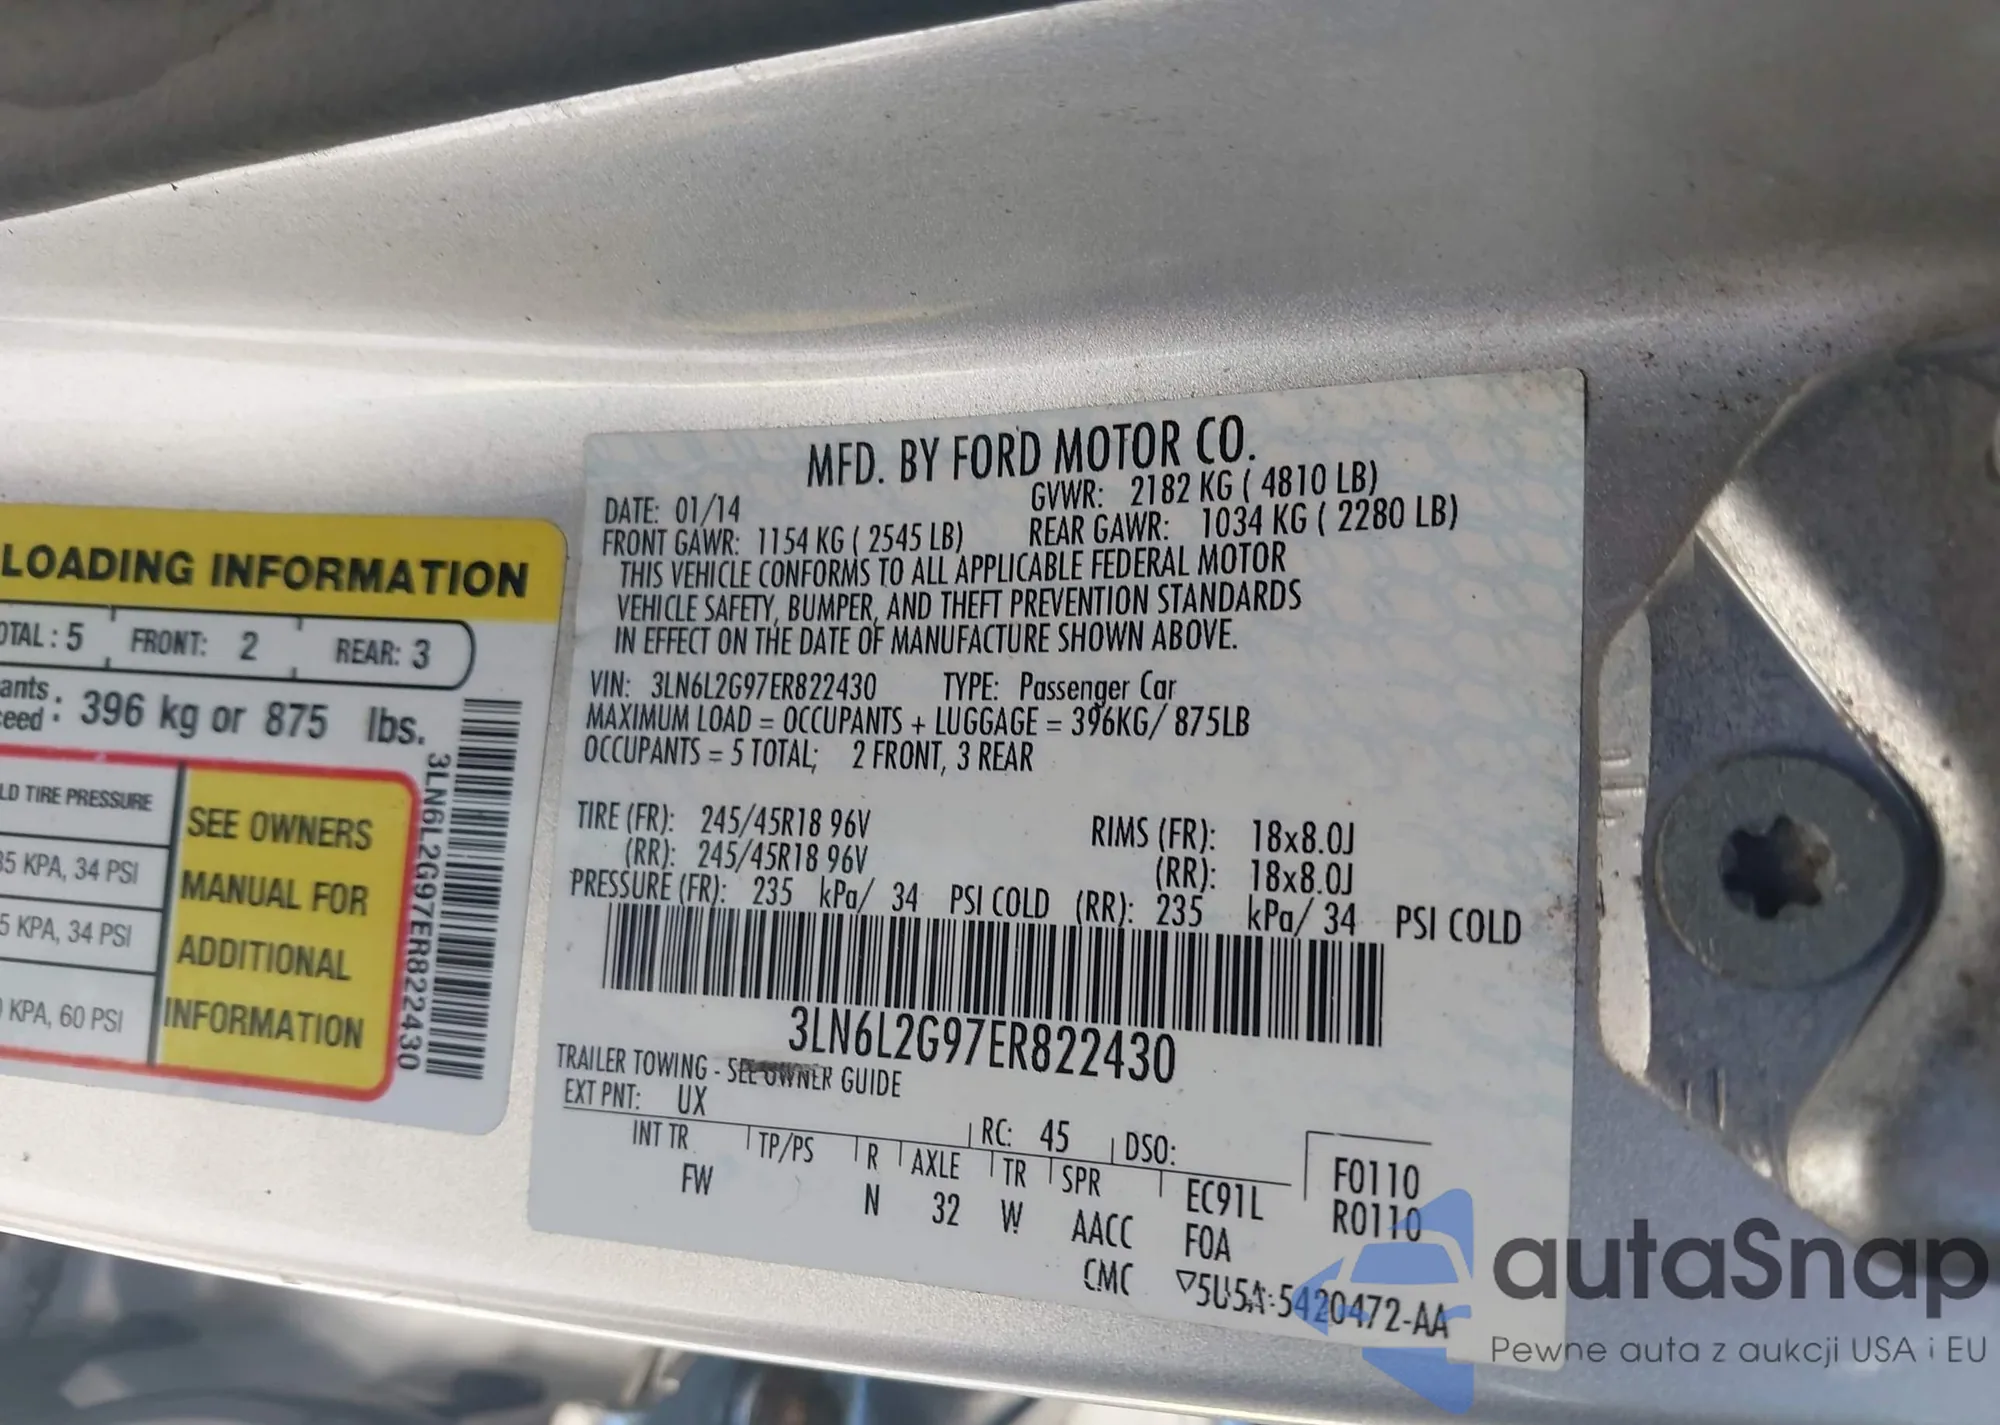 LOADING INFORMATION
OTAL : 5 FRONT: 2 REAR: 3
ants : 396 kg or 875 lbs.
ceed
LD TIRE PRESSURE
35 KPA, 34 PSI
5 KPA, 34 PSI
0 KPA, 60 PSI
SEE OWNERS
MANUAL FOR
ADDITIONAL
INFORMATION
3LN6L2G97ER822430
MFD. BY FORD MOTOR CO.
DATE: 01/14 GVWR: 2182 KG ( 4810 LB)
FRONT GAWR: 1154 KG ( 2545 LB) REAR GAWR: 1034 KG ( 2280 LB)
THIS VEHICLE CONFORMS TO ALL APPLICABLE FEDERAL MOTOR
VEHICLE SAFETY, BUMPER, AND THEFT PREVENTION STANDARDS
IN EFFECT ON THE DATE OF MANUFACTURE SHOWN ABOVE.
VIN: 3LN6L2G97ER822430 TYPE: Passenger Car
MAXIMUM LOAD = OCCUPANTS + LUGGAGE = 396KG/ 875LB
OCCUPANTS = 5 TOTAL; 2 FRONT, 3 REAR
TIRE (FR): 245/45R18 96V RIMS (FR): 18x8.0J
(RR): 245/45R18 96V (RR): 18x8.0J
PRESSURE (FR): 235 kPa/ 34 PSI COLD (RR): 235 kPa/ 34 PSI COLD
3LN6L2G97ER822430
TRAILER TOWING - SEE OWNER GUIDE
EXT PNT: UX RC: 45 DSO:
INT TR TP/PS R AXLE TR SPR EC91L F0110
FW N 32 W AACC F0A R0110
CMC ▽5U5A-5420472-AA
autaSnap
Pewne auta z aukcji USA i EU